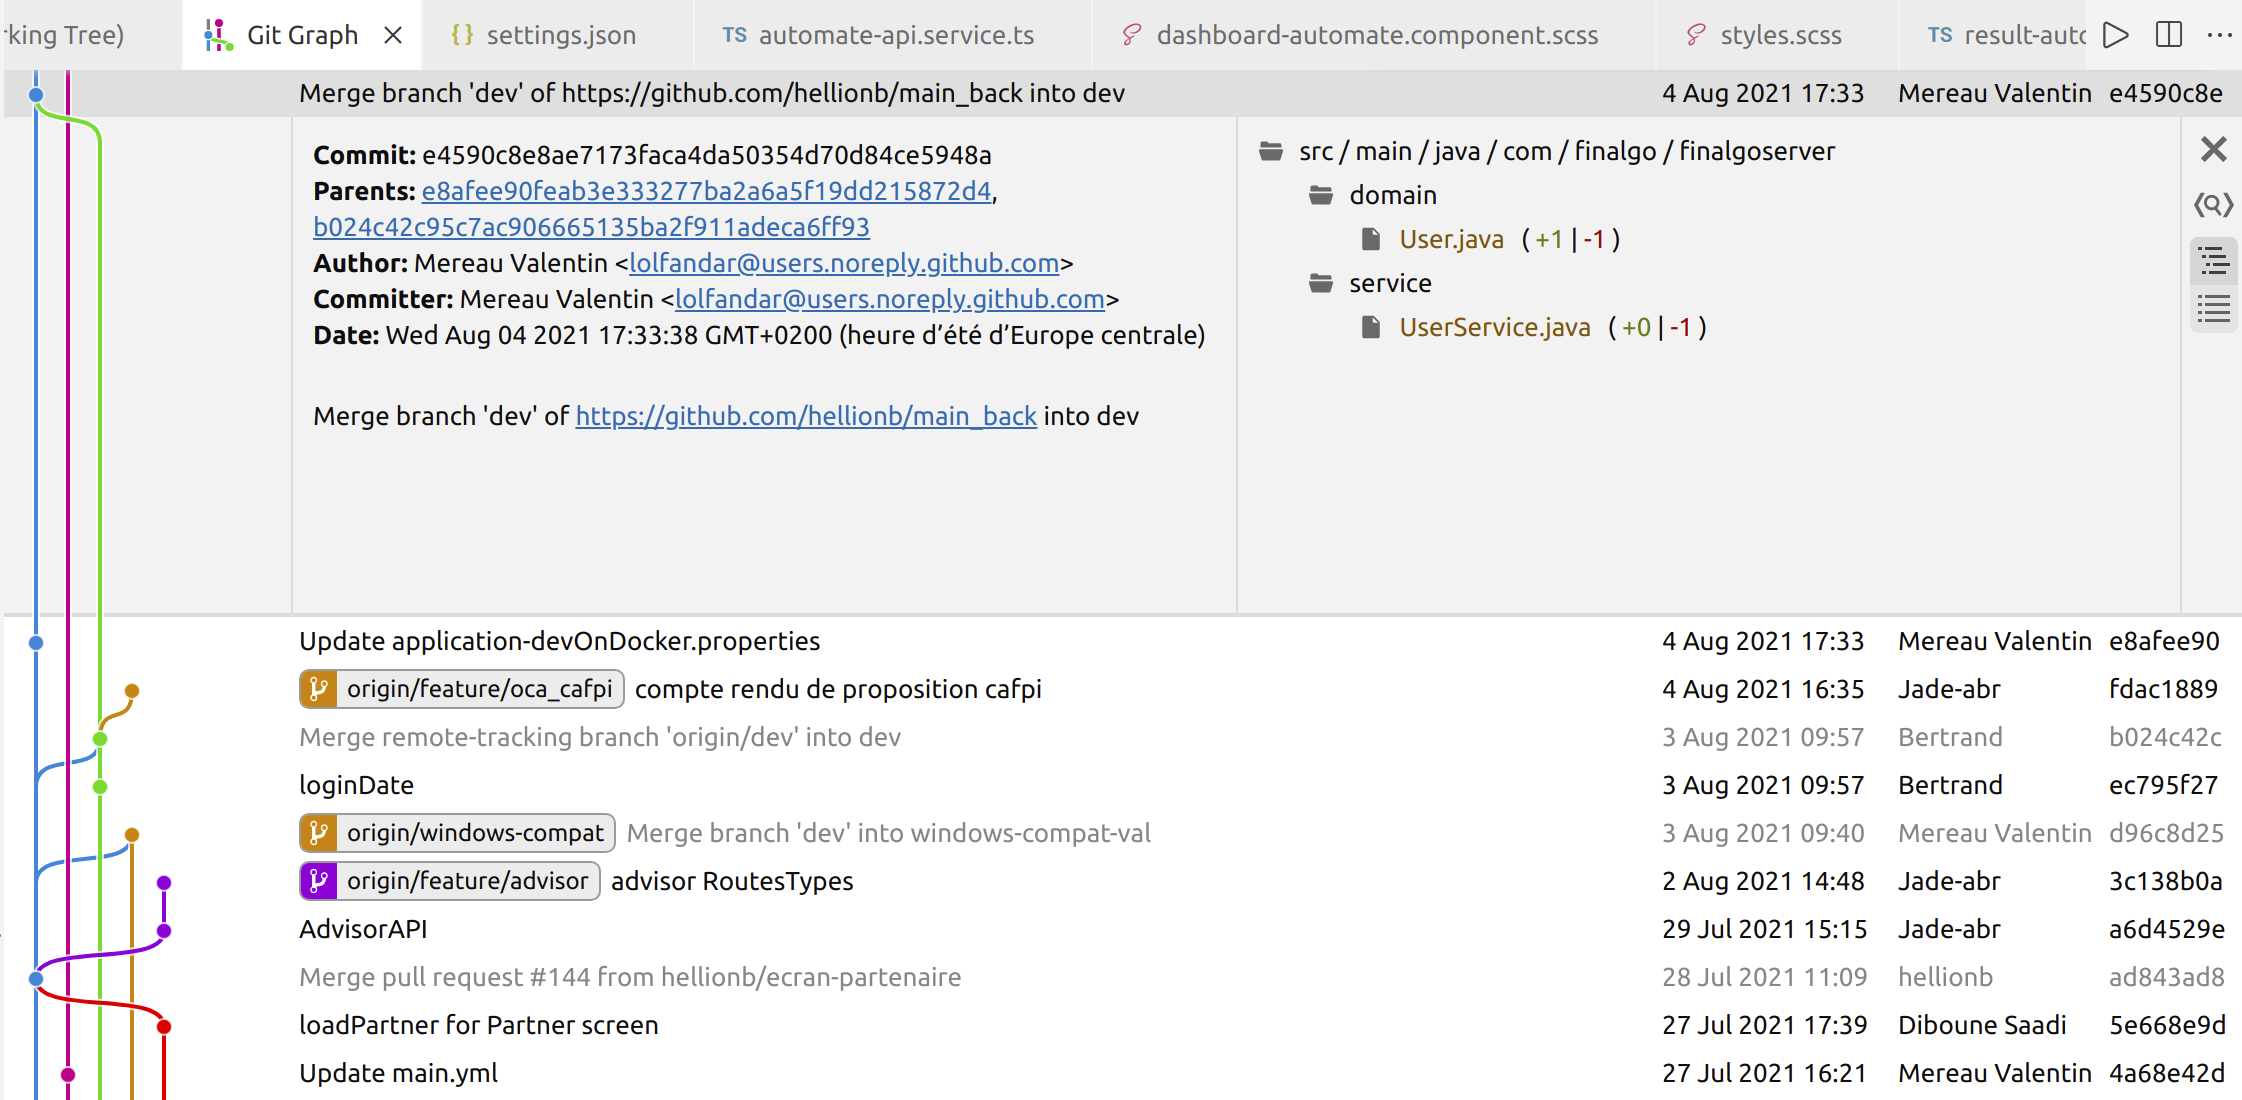 rking Tree) Git Graph settings.json TS automate-api.service.ts dashboard-automate.component.scss styles.scss TS result-auto
Merge branch 'dev' of https://github.com/hellionb/main_back into dev 4 Aug 2021 17:33 Mereau Valentin e4590c8e
Commit: e4590c8e8ae7173faca4da50354d70d84ce5948a
Parents: e8afee90feab3e333277ba2a6a5f19dd215872d4,
b024c42c95c7ac906665135ba2f911adeca6ff93
Author: Mereau Valentin <lolfandar@users.noreply.github.com>
Committer: Mereau Valentin <lolfandar@users.noreply.github.com>
Date: Wed Aug 04 2021 17:33:38 GMT+0200 (heure d’été d’Europe centrale)
Merge branch 'dev' of https://github.com/hellionb/main_back into dev
src / main / java / com / finalgo / finalgoserver
domain
User.java ( +1 | -1 )
service
UserService.java ( +0 | -1 )
Update application-devOnDocker.properties 4 Aug 2021 17:33 Mereau Valentin e8afee90
origin/feature/oca_cafpi compte rendu de proposition cafpi 4 Aug 2021 16:35 Jade-abr fdac1889
Merge remote-tracking branch 'origin/dev' into dev 3 Aug 2021 09:57 Bertrand b024c42c
loginDate 3 Aug 2021 09:57 Bertrand ec795f27
origin/windows-compat Merge branch 'dev' into windows-compat-val 3 Aug 2021 09:40 Mereau Valentin d96c8d25
origin/feature/advisor advisor RoutesTypes 2 Aug 2021 14:48 Jade-abr 3c138b0a
AdvisorAPI 29 Jul 2021 15:15 Jade-abr a6d4529e
Merge pull request #144 from hellionb/ecran-partenaire 28 Jul 2021 11:09 hellionb ad843ad8
loadPartner for Partner screen 27 Jul 2021 17:39 Diboune Saadi 5e668e9d
Update main.yml 27 Jul 2021 16:21 Mereau Valentin 4a68e42d